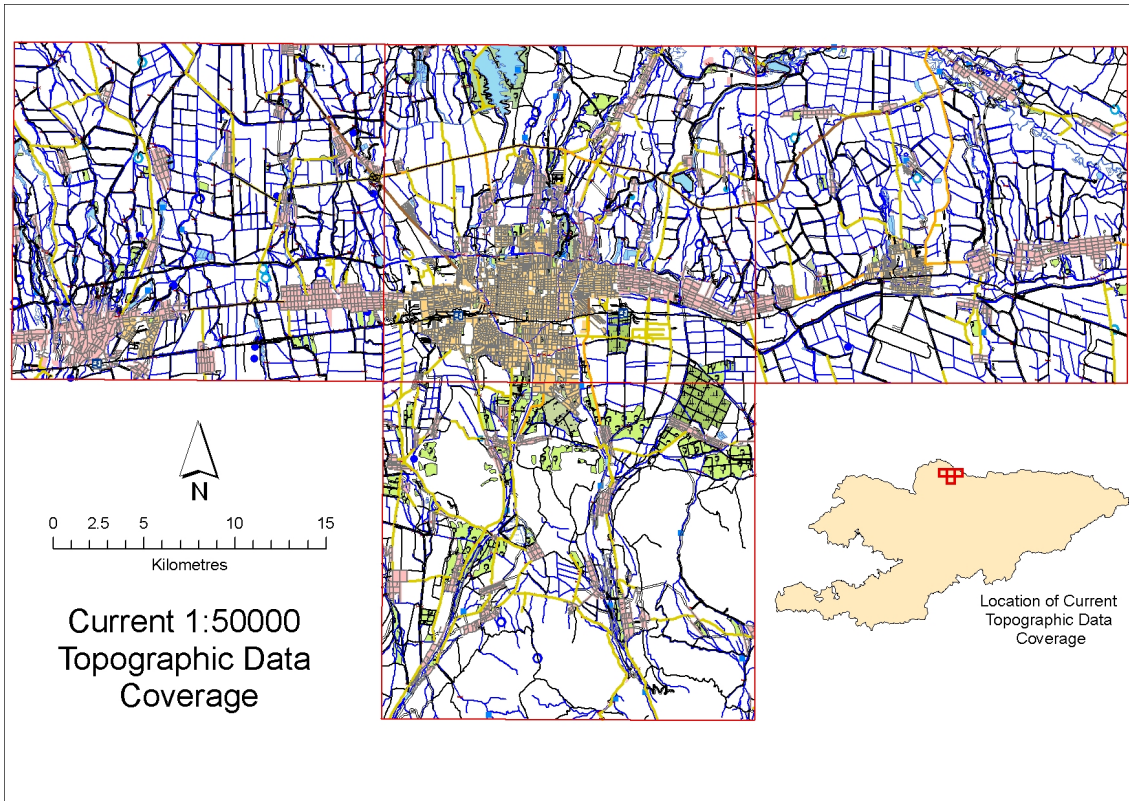 N
0 2.5 5 10 15
Kilometres
Current 1:50000
Topographic Data
Coverage
Location of Current
Topographic Data
Coverage